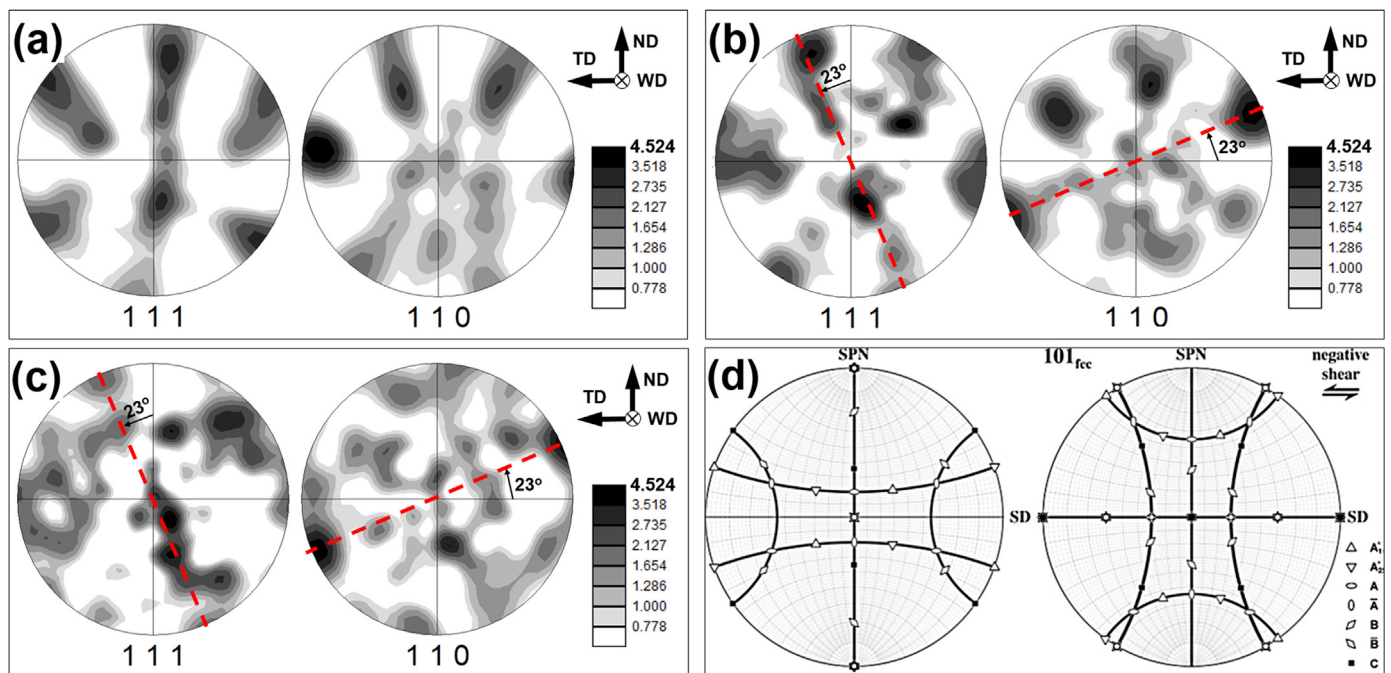 (a)
ND
TD
WD
4.524
3.518
2.735
2.127
1.654
1.286
1.000
0.778
1 1 1
1 1 0
(b)
23°
23°
ND
TD
WD
4.524
3.518
2.735
2.127
1.654
1.286
1.000
0.778
1 1 1
1 1 0
(c)
23°
23°
ND
TD
WD
4.524
3.518
2.735
2.127
1.654
1.286
1.000
0.778
1 1 1
1 1 0
(d)
SPN
101fcc
SPN
negative
shear
SD
SD
A*1
A*2
A
A̅
B
B̅
C